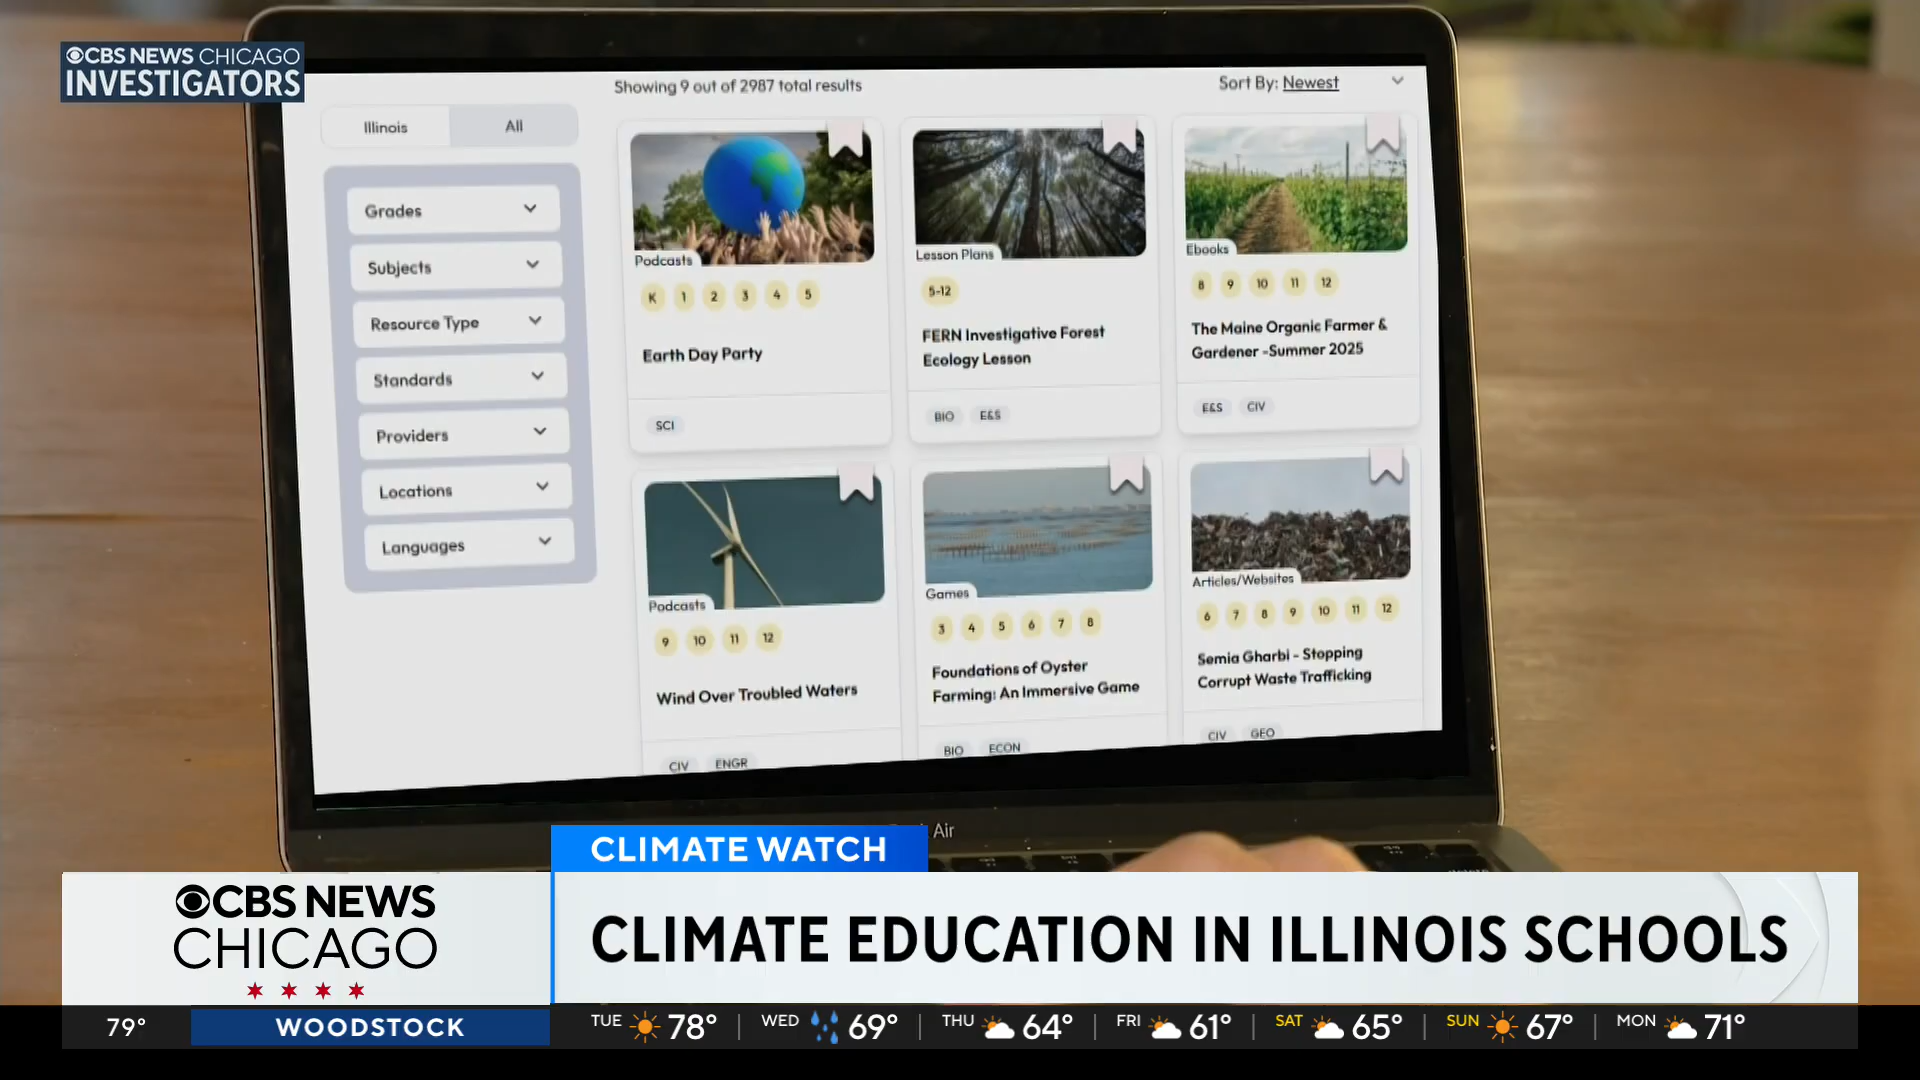 CBS NEWS CHICAGO
INVESTIGATORS
Showing 9 out of 2987 total results
Sort By: Newest
Illinois
All
Grades
Subjects
Resource Type
Standards
Providers
Locations
Languages
Podcasts
K 1 2 3 4 5
Earth Day Party
SCI
Lesson Plans
5-12
FERN Investigative Forest
Ecology Lesson
BIO E&S
Ebooks
8 9 10 11 12
The Maine Organic Farmer &
Gardener -Summer 2025
E&S CIV
Podcasts
9 10 11 12
Wind Over Troubled Waters
CIV ENGR
Games
3 4 5 6 7 8
Foundations of Oyster
Farming: An Immersive Game
BIO ECON
Articles/Websites
6 7 8 9 10 11 12
Semia Gharbi - Stopping
Corrupt Waste Trafficking
CIV GEO
Air
CLIMATE WATCH
CBS NEWS
CHICAGO
CLIMATE EDUCATION IN ILLINOIS SCHOOLS
79° WOODSTOCK TUE 78° WED 69° THU 64° FRI 61° SAT 65° SUN 67° MON 71°